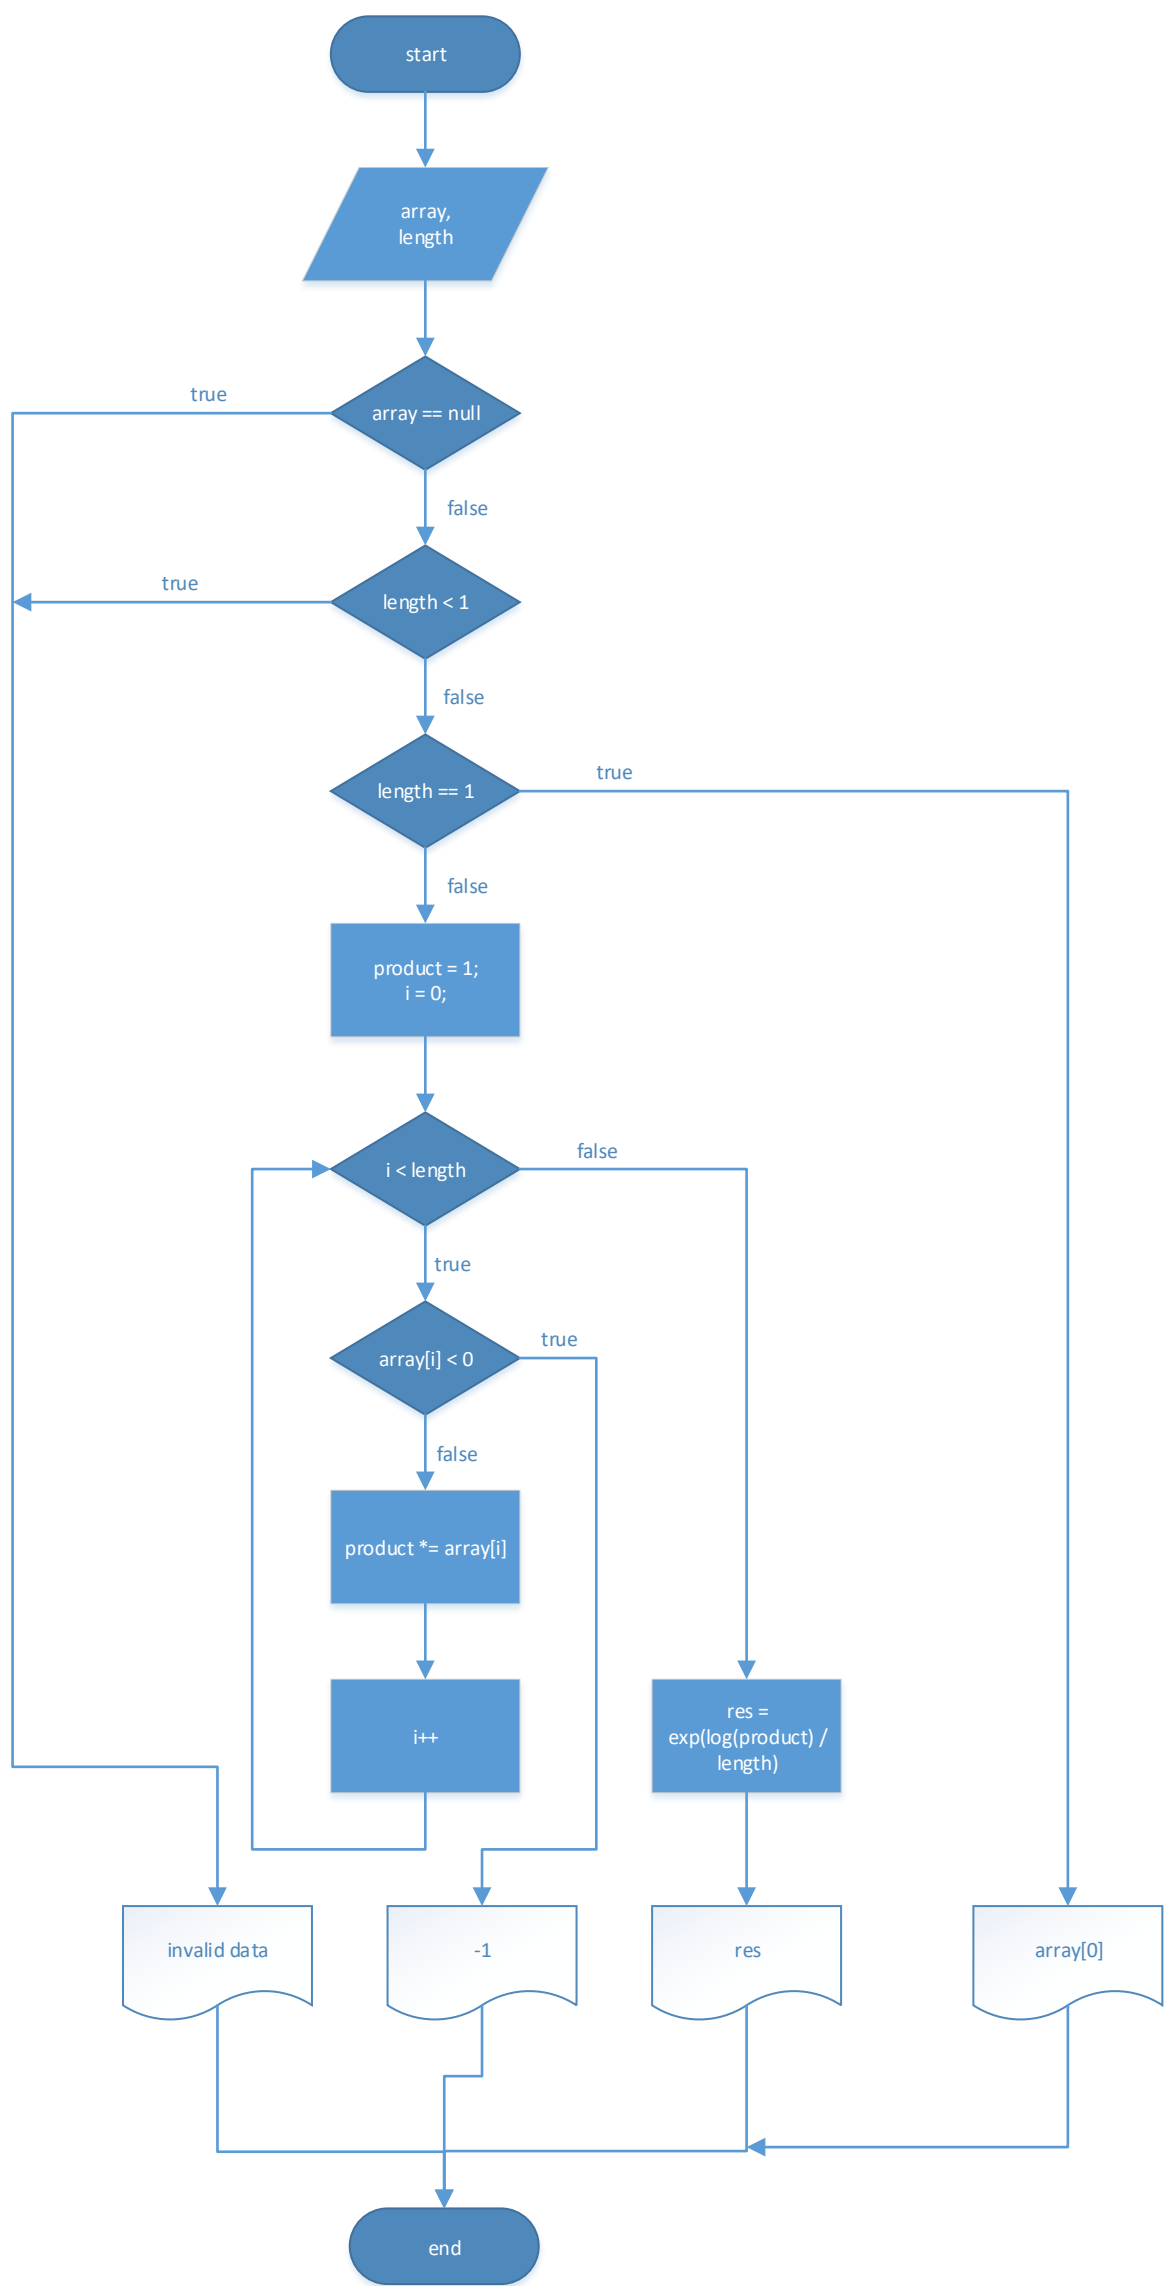 start
array,
length
true
array == null
false
true
length < 1
false
true
length == 1
false
product = 1;
i = 0;
false
i < length
true
true
array[i] < 0
false
product *= array[i]
i++
res =
exp(log(product) /
length)
invalid data
-1
res
array[0]
end